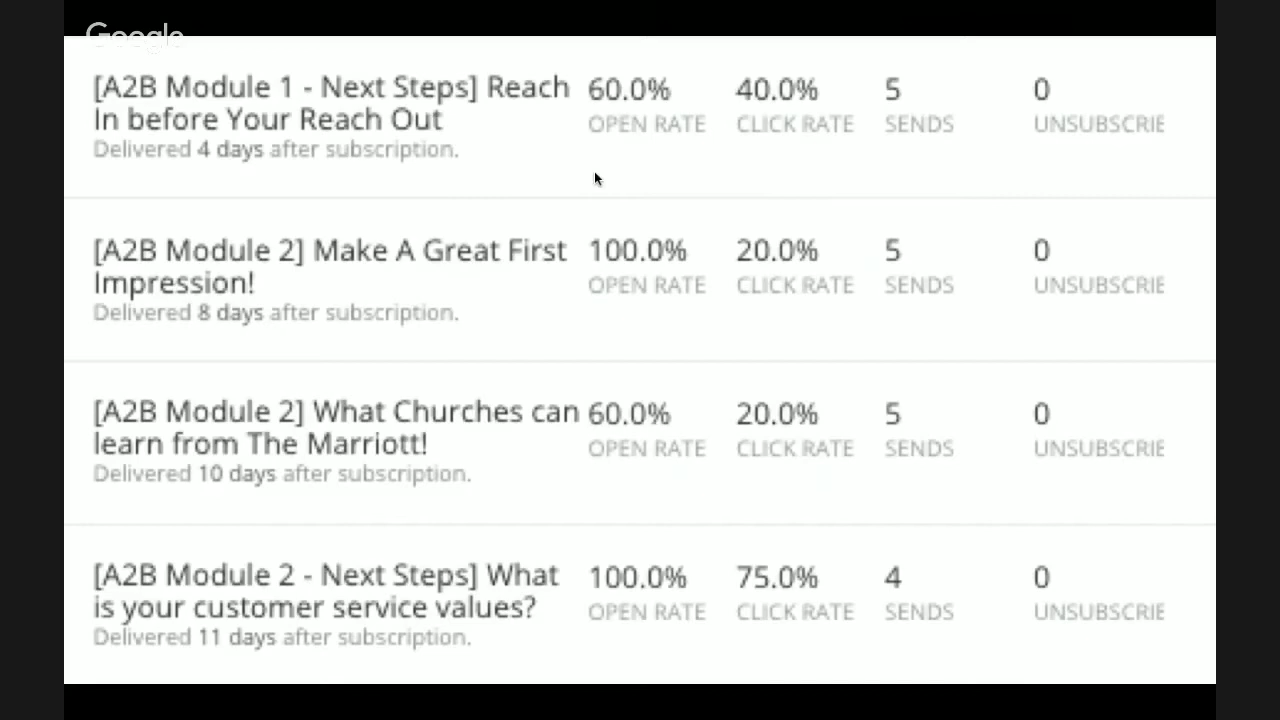 Google
[A2B Module 1 - Next Steps] Reach
In before Your Reach Out
Delivered 4 days after subscription.
60.0%
OPEN RATE
40.0%
CLICK RATE
5
SENDS
0
UNSUBSCRIE
[A2B Module 2] Make A Great First
Impression!
Delivered 8 days after subscription.
100.0%
OPEN RATE
20.0%
CLICK RATE
5
SENDS
0
UNSUBSCRIE
[A2B Module 2] What Churches can
learn from The Marriott!
Delivered 10 days after subscription.
60.0%
OPEN RATE
20.0%
CLICK RATE
5
SENDS
0
UNSUBSCRIE
[A2B Module 2 - Next Steps] What
is your customer service values?
Delivered 11 days after subscription.
100.0%
OPEN RATE
75.0%
CLICK RATE
4
SENDS
0
UNSUBSCRIE